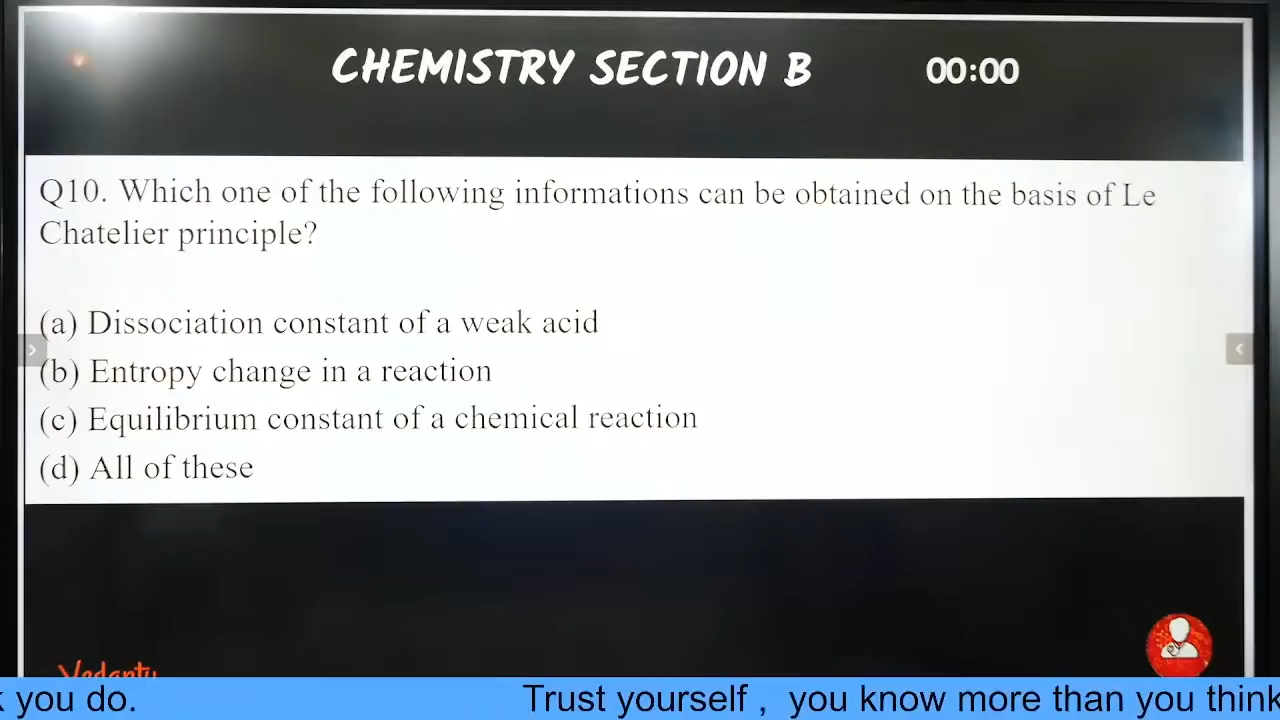 CHEMISTRY SECTION B 00:00
Q10. Which one of the following informations can be obtained on the basis of Le
Chatelier principle?
(a) Dissociation constant of a weak acid
(b) Entropy change in a reaction
(c) Equilibrium constant of a chemical reaction
(d) All of these
you do. Trust yourself , you know more than you think